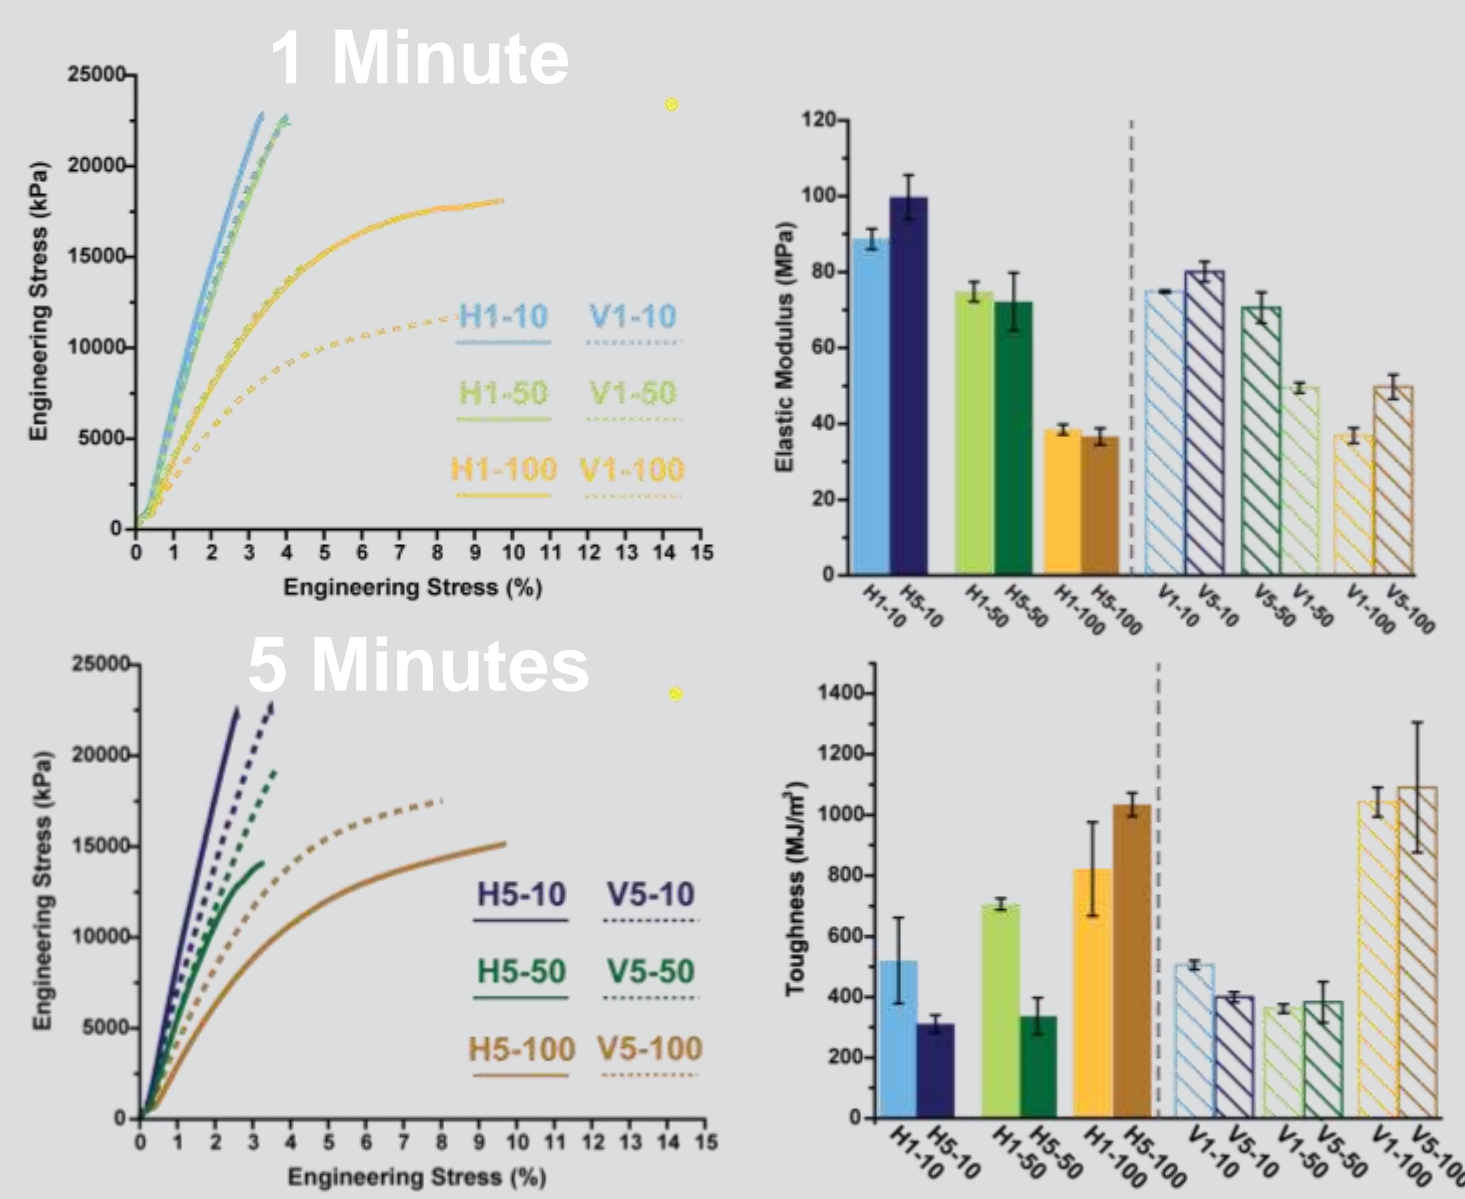 1 Minute
25000
20000
15000
10000
5000
0
Engineering Stress (kPa)
H1-10 V1-10
H1-50 V1-50
H1-100 V1-100
0 1 2 3 4 5 6 7 8 9 10 11 12 13 14 15
Engineering Stress (%)
120
100
80
60
40
20
0
Elastic Modulus (MPa)
H1-10 H5-10 H1-50 H5-50 H1-100 H5-100 V1-10 V5-10 V5-50 V1-50 V1-100 V5-100
5 Minutes
25000
20000
15000
10000
5000
0
Engineering Stress (kPa)
H5-10 V5-10
H5-50 V5-50
H5-100 V5-100
0 1 2 3 4 5 6 7 8 9 10 11 12 13 14 15
Engineering Stress (%)
1400
1200
1000
800
600
400
200
0
Toughness (MJ/m³)
H1-10 H5-10 H1-50 H5-50 H1-100 H5-100 V1-10 V5-10 V1-50 V5-50 V1-100 V5-100